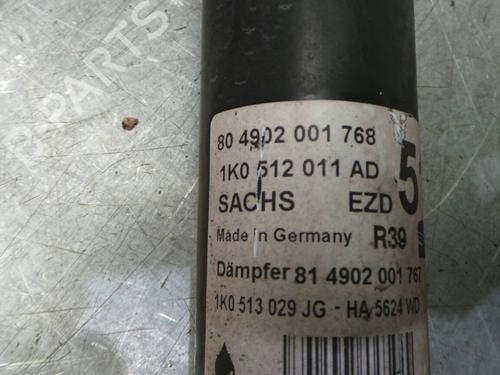 B-PARTS
80 4902 001 768
1K0 512 011 AD
5
SACHS EZD
Made in Germany R39
Dämpfer 81 4902 001 767
1K0 513 029 JG - HA 5624 WD